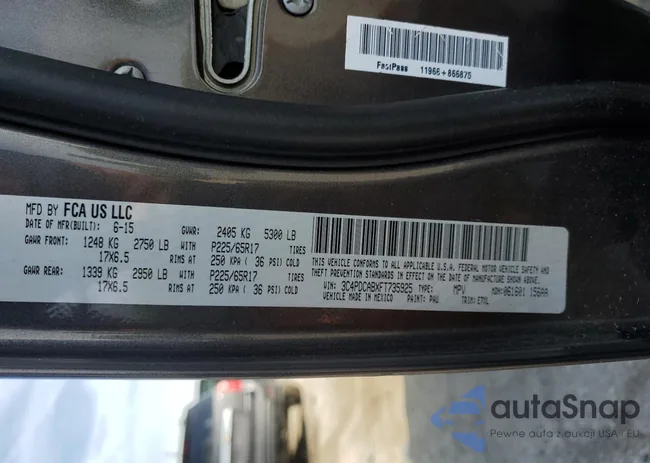 FastPass 11966+866875
MFD BY FCA US LLC
DATE OF MFR(BUILT): 6-15 GVWR: 2405 KG 5300 LB
GAWR FRONT: 1248 KG 2750 LB WITH P225/65R17 TIRES
17X6.5 RIMS AT 250 KPA ( 36 PSI) COLD
GAWR REAR: 1339 KG 2950 LB WITH P225/65R17 TIRES
17X6.5 RIMS AT 250 KPA ( 36 PSI) COLD
THIS VEHICLE CONFORMS TO ALL APPLICABLE U.S.A. FEDERAL MOTOR VEHICLE SAFETY AND
THEFT PREVENTION STANDARDS IN EFFECT ON THE DATE OF MANUFACTURE SHOWN ABOVE
VIN: 3C4PDCABXFT735925 TYPE: MPV MDH: 061601 156AA
VEHICLE MADE IN MEXICO PAINT: PAU TRIM:
autaSnap
Pewne auta z aukcji USA i EU